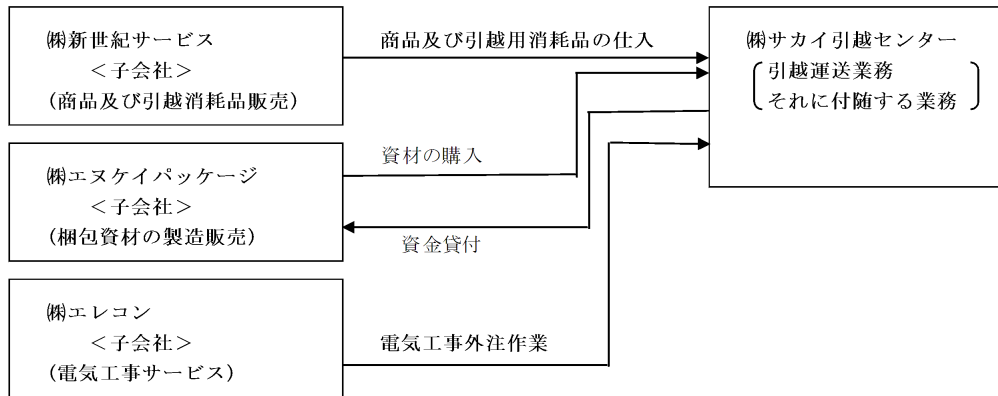 ㈱新世紀サービス
＜子会社＞
(商品及び引越消耗品販売)
商品及び引越用消耗品の仕入
㈱サカイ引越センター
引越運送業務
それに付随する業務
㈱エヌケイパッケージ
＜子会社＞
(梱包資材の製造販売)
資材の購入
資金貸付
㈱エレコン
＜子会社＞
(電気工事サービス)
電気工事外注作業